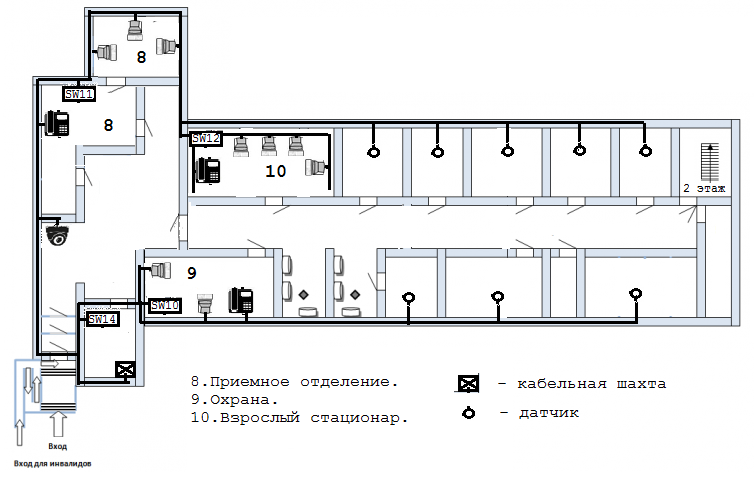 8
SW11
8
SW12
10
2 этаж
9
SW10
SW14
8.Приемное отделение.
9.Охрана.
10.Взрослый стационар.
– кабельная шахта
– датчик
Вход
Вход для инвалидов